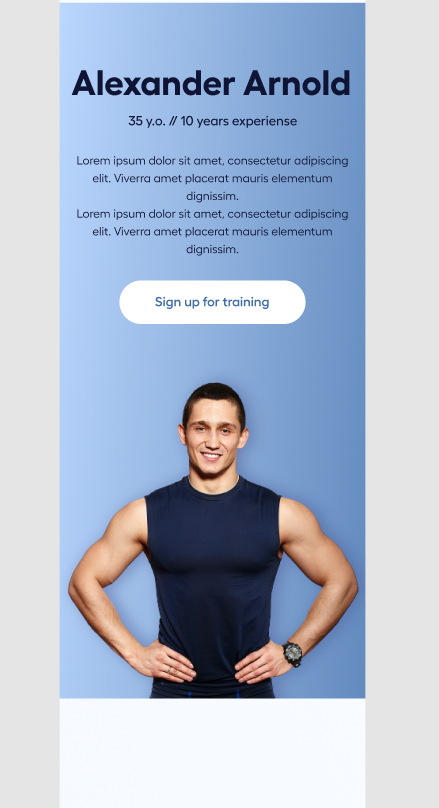 Alexander Arnold
35 y.o. // 10 years experiense
Lorem ipsum dolor sit amet, consectetur adipiscing
elit. Viverra amet placerat mauris elementum
dignissim.
Lorem ipsum dolor sit amet, consectetur adipiscing
elit. Viverra amet placerat mauris elementum
dignissim.
Sign up for training